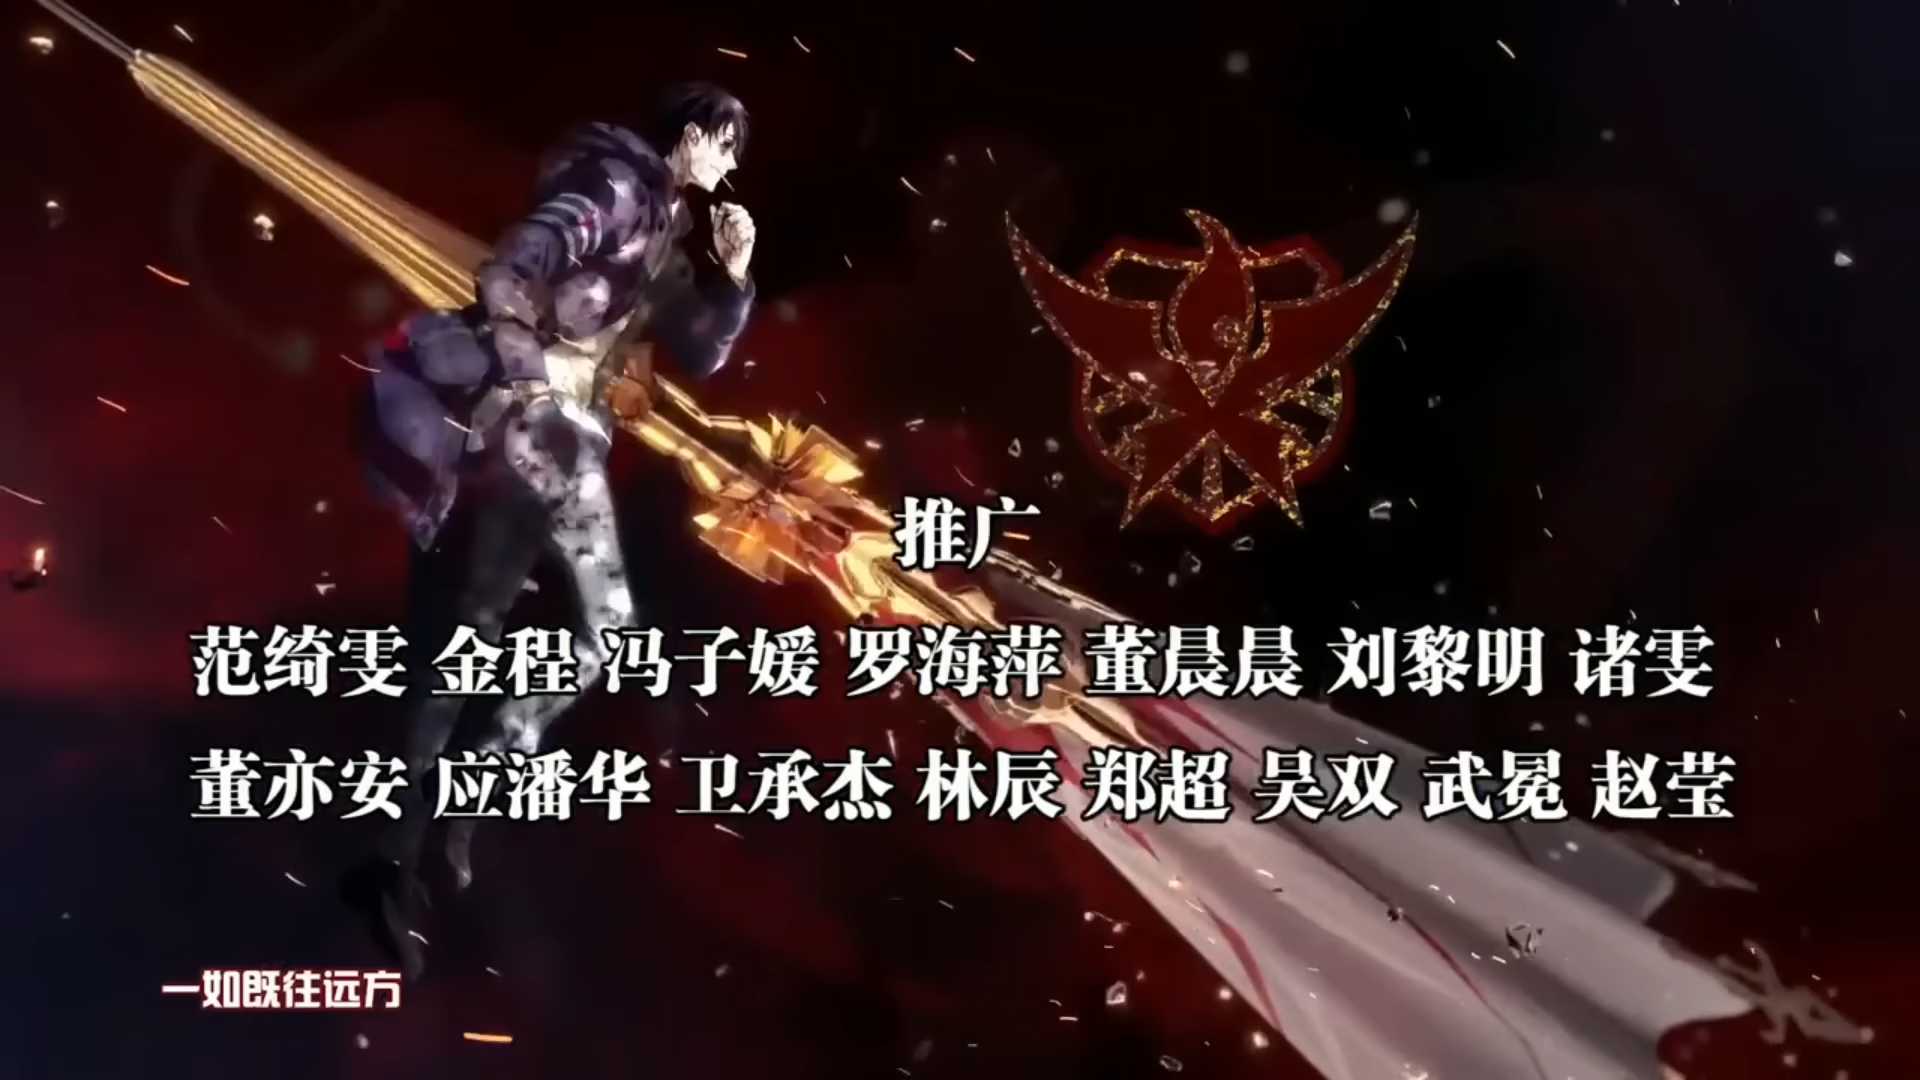 推广
范绮雯 金程 冯子媛 罗海萍 董晨晨 刘黎明 诸雯
董亦安 应潘华 卫承杰 林辰 郑超 吴双 武冕 赵莹
一如既往远方